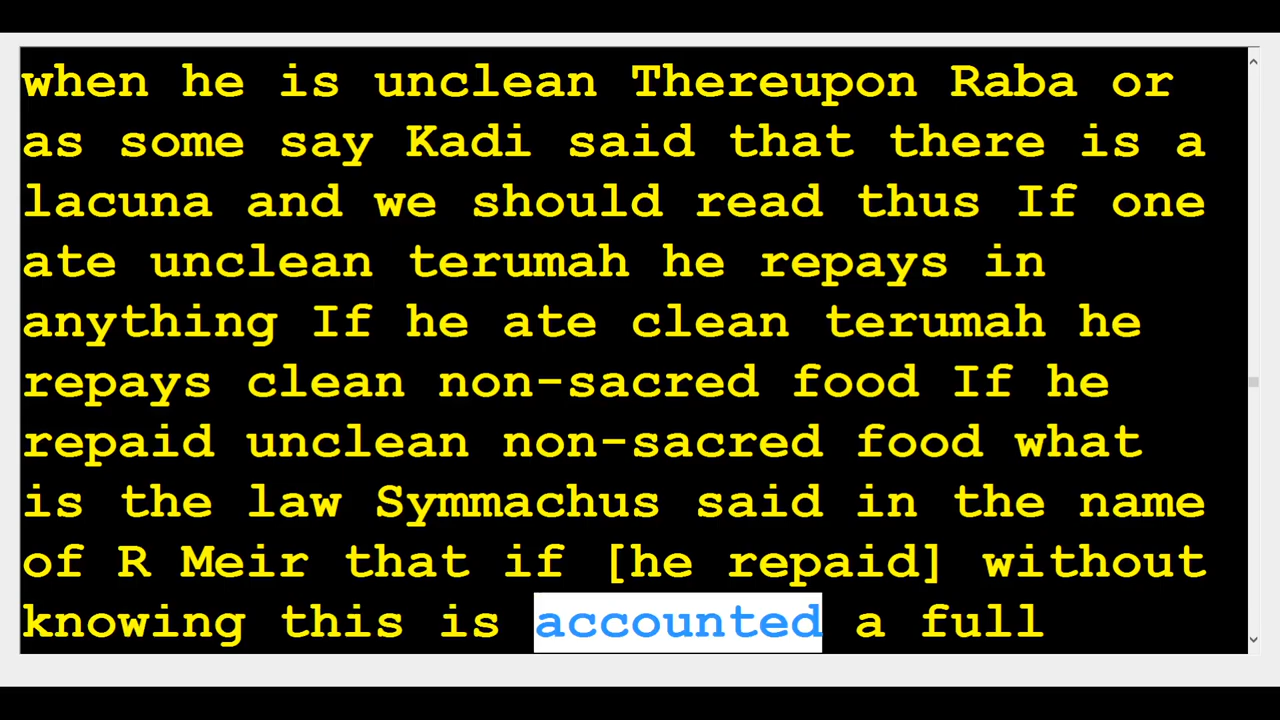 when he is unclean Thereupon Raba or
as some say Kadi said that there is a
lacuna and we should read thus If one
ate unclean terumah he repays in
anything If he ate clean terumah he
repays clean non-sacred food If he
repaid unclean non-sacred food what
is the law Symmachus said in the name
of R Meir that if [he repaid] without
knowing this is accounted a full